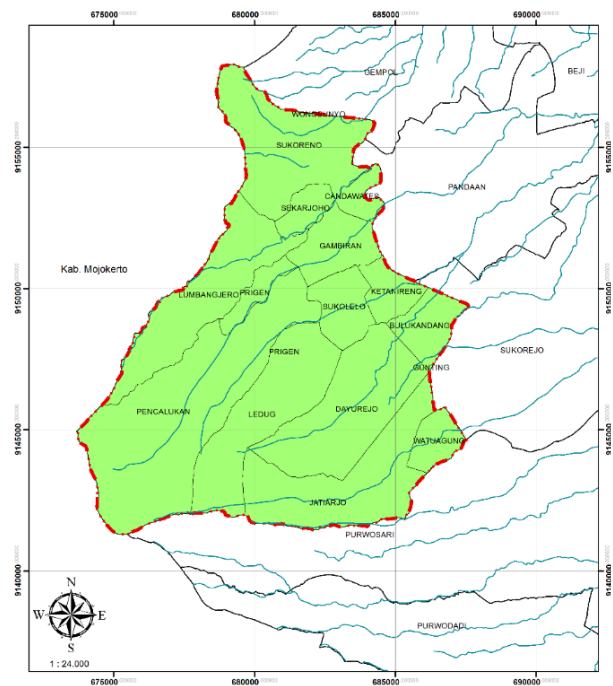 675000
680000
685000
690000
GEMPOL
BEJI
WONOSUNYO
9155000
9155000
SUKORENO
PANDAAN
CANDAWATES
SEKARJOHO
GAMBIRAN
Kab. Mojokerto
9150000
9150000
LUMBANGJERO
PRIGEN
KETANIRENG
SUKOLELO
BULUKANDANG
PRIGEN
SUKOREJO
GUNTING
PENCALUKAN
LEDUG
DAYUREJO
9145000
9145000
WATUAGUNG
JATIARJO
PURWOSARI
9140000
9140000
N
W
E
S
PURWODADI
1 : 24.000
675000
680000
685000
690000